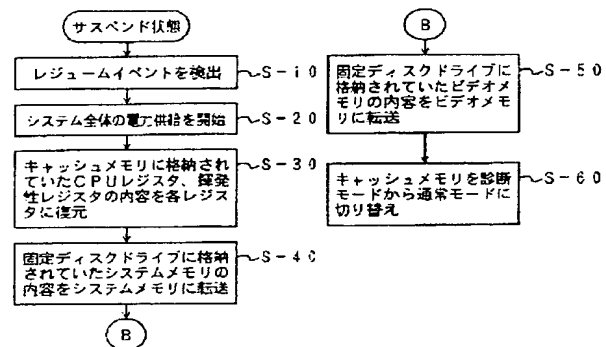 サスペンド状態
レジュームイベントを検出
S-10
システム全体の電力供給を開始
S-20
キャッシュメモリに格納され
ていたCPUレジスタ、揮発
性レジスタの内容を各レジス
タに復元
S-30
固定ディスクドライブに格納
されていたシステムメモリの
内容をシステムメモリに転送
S-40
B
B
固定ディスクドライブに
格納されていたビデオメ
モリの内容をビデオメモリ
に転送
S-50
キャッシュメモリを診断
モードから通常モードに
切り替え
S-60